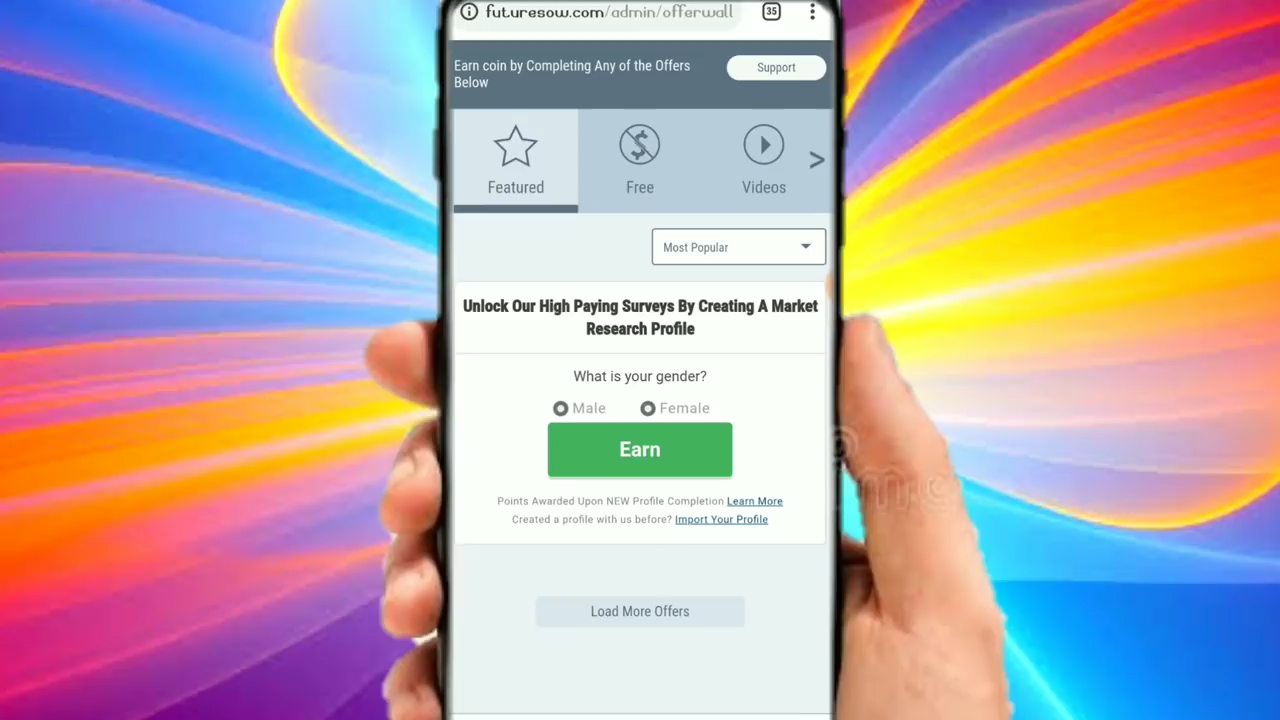 futuresow.com/admin/offerwall
35
Earn coin by Completing Any of the Offers
Below
Support
Featured
Free
Videos
>
Most Popular
Unlock Our High Paying Surveys By Creating A Market
Research Profile
What is your gender?
Male
Female
Earn
Points Awarded Upon NEW Profile Completion Learn More
Created a profile with us before? Import Your Profile
Load More Offers